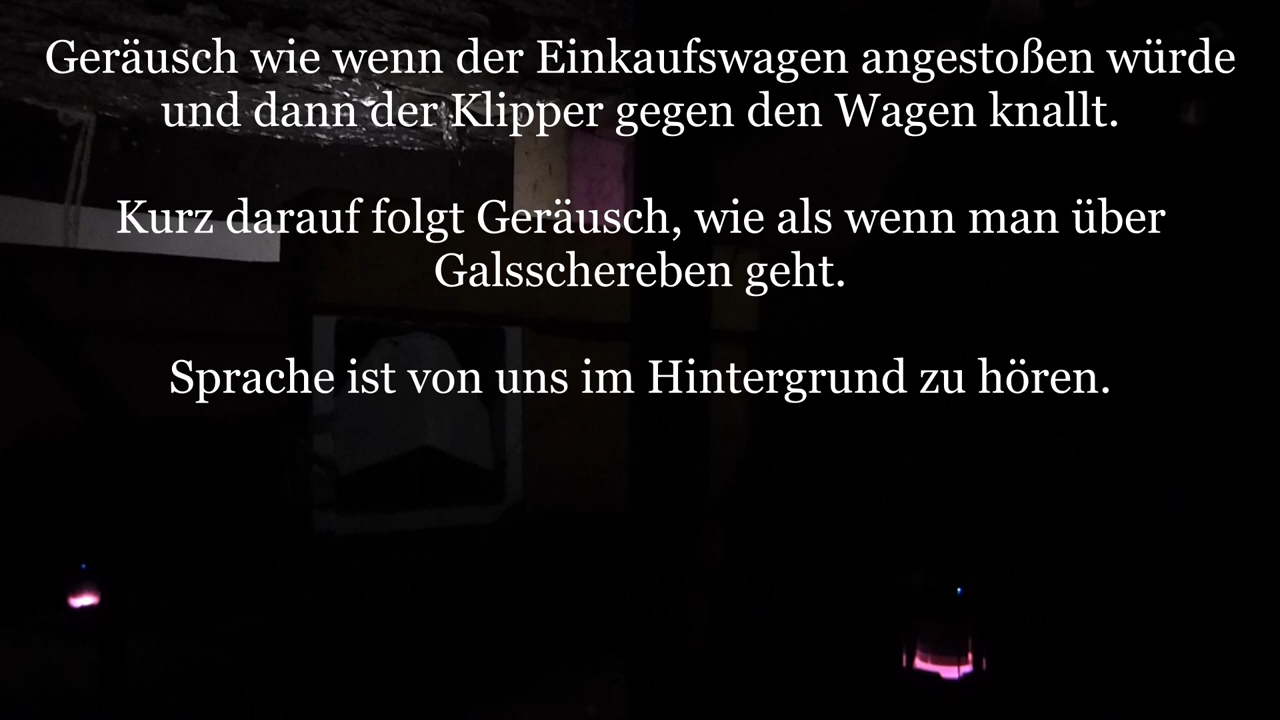 Geräusch wie wenn der Einkaufswagen angestoßen würde
und dann der Klipper gegen den Wagen knallt.
Kurz darauf folgt Geräusch, wie als wenn man über
Galsschereben geht.
Sprache ist von uns im Hintergrund zu hören.